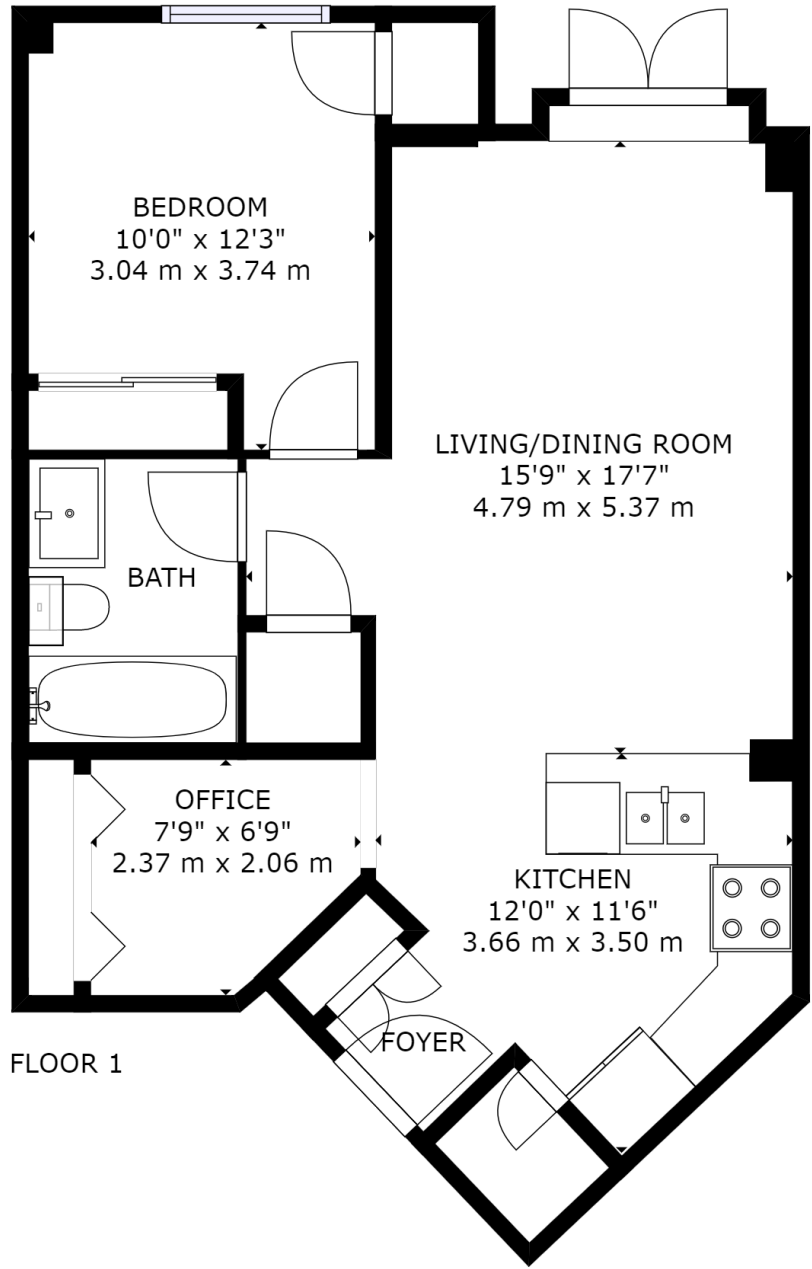 BEDROOM
10'0" x 12'3"
3.04 m x 3.74 m
LIVING/DINING ROOM
15'9" x 17'7"
4.79 m x 5.37 m
BATH
OFFICE
7'9" x 6'9"
2.37 m x 2.06 m
KITCHEN
12'0" x 11'6"
3.66 m x 3.50 m
FOYER
FLOOR 1